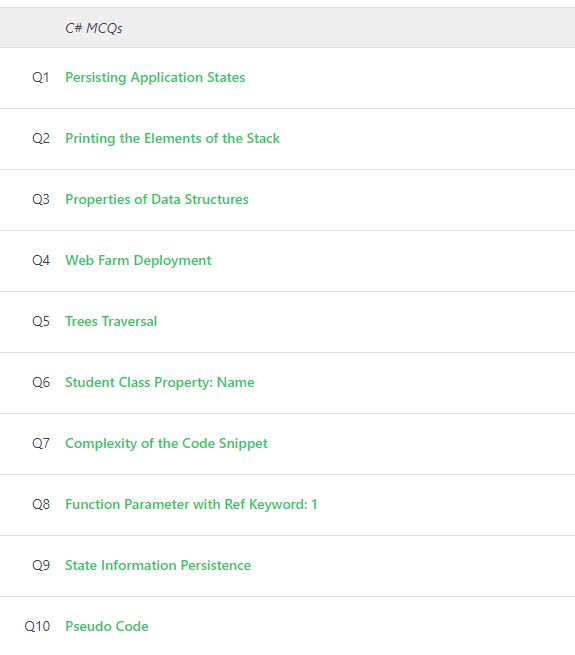 C# MCQs
Q1 Persisting Application States
Q2 Printing the Elements of the Stack
Q3 Properties of Data Structures
Q4 Web Farm Deployment
Q5 Trees Traversal
Q6 Student Class Property: Name
Q7 Complexity of the Code Snippet
Q8 Function Parameter with Ref Keyword: 1
Q9 State Information Persistence
Q10 Pseudo Code